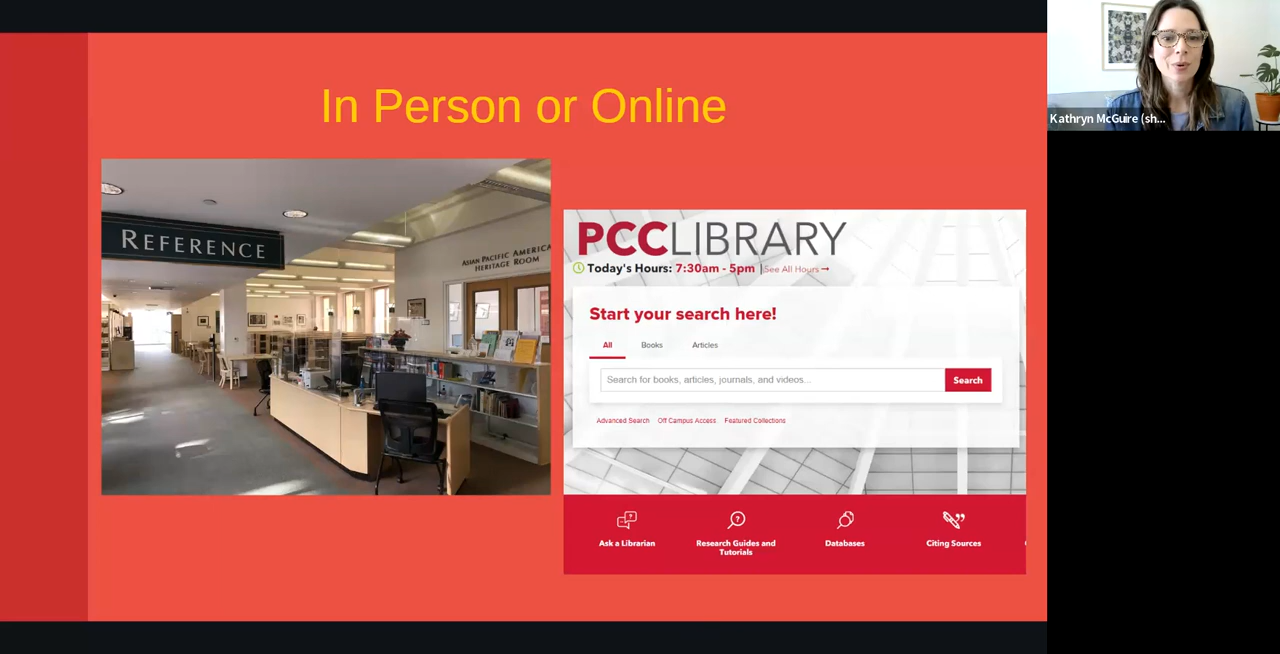 In Person or Online
REFERENCE
ASIAN PACIFIC AMERICA
HERITAGE ROOM
PCCLIBRARY
Today's Hours: 7:30am - 5pm | See All Hours →
Start your search here!
All Books Articles
Search for books, articles, journals, and videos...
Search
Advanced Search Off Campus Access Featured Collections
Ask a Librarian
Research Guides and
Tutorials
Databases
Citing Sources
Kathryn McGuire (sh...